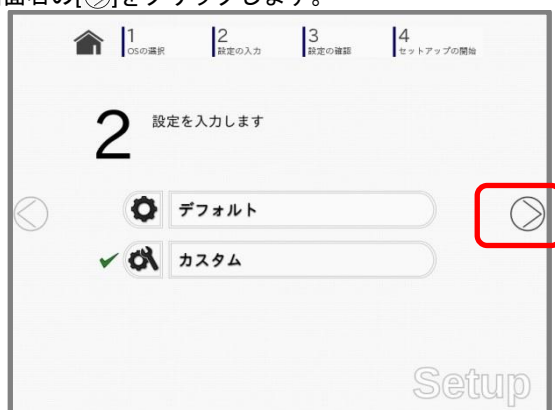 面右の[>]をクリックします。
1 2 3 4
OSの選択 設定の入力 設定の確認 セットアップの開始
2 設定を入力します
デフォルト
カスタム
Setup